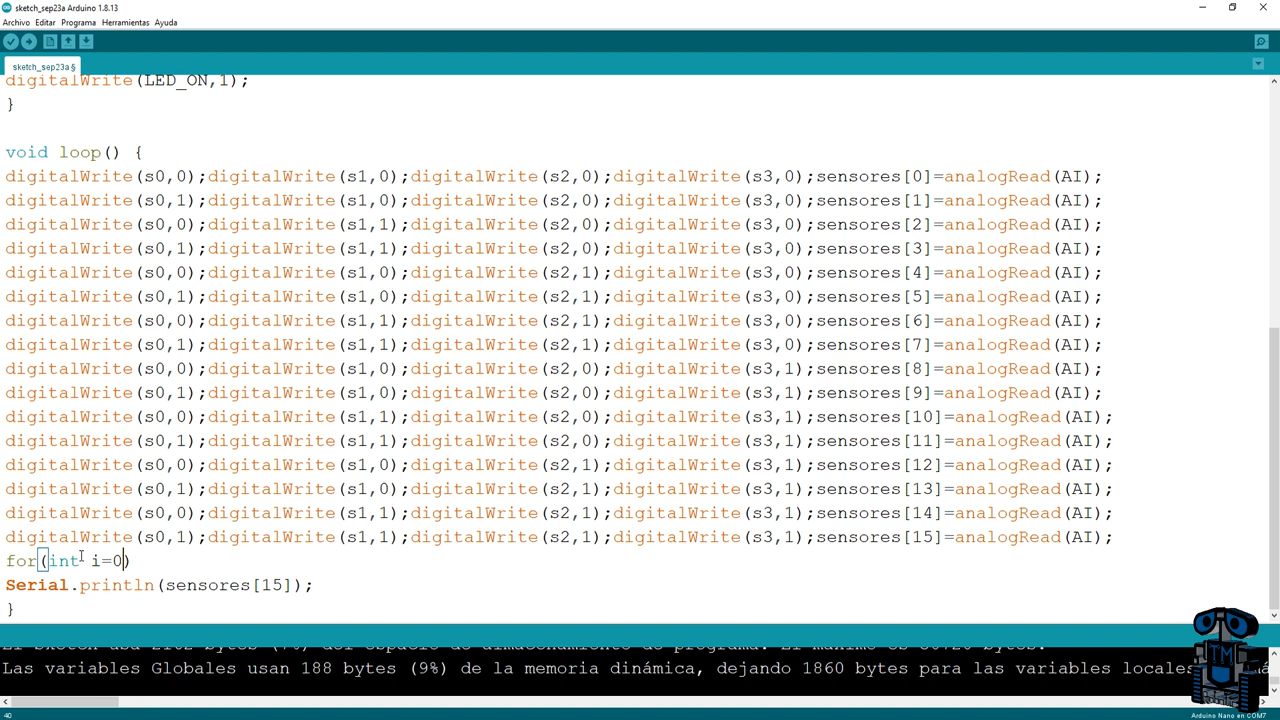 sketch_sep23a Arduino 1.8.13
Archivo Editar Programa Herramientas Ayuda
sketch_sep23a §
digitalWrite(LED_ON,1);
}
void loop() {
digitalWrite(s0,0);digitalWrite(s1,0);digitalWrite(s2,0);digitalWrite(s3,0);sensores[0]=analogRead(AI);
digitalWrite(s0,1);digitalWrite(s1,0);digitalWrite(s2,0);digitalWrite(s3,0);sensores[1]=analogRead(AI);
digitalWrite(s0,0);digitalWrite(s1,1);digitalWrite(s2,0);digitalWrite(s3,0);sensores[2]=analogRead(AI);
digitalWrite(s0,1);digitalWrite(s1,1);digitalWrite(s2,0);digitalWrite(s3,0);sensores[3]=analogRead(AI);
digitalWrite(s0,0);digitalWrite(s1,0);digitalWrite(s2,1);digitalWrite(s3,0);sensores[4]=analogRead(AI);
digitalWrite(s0,1);digitalWrite(s1,0);digitalWrite(s2,1);digitalWrite(s3,0);sensores[5]=analogRead(AI);
digitalWrite(s0,0);digitalWrite(s1,1);digitalWrite(s2,1);digitalWrite(s3,0);sensores[6]=analogRead(AI);
digitalWrite(s0,1);digitalWrite(s1,1);digitalWrite(s2,1);digitalWrite(s3,0);sensores[7]=analogRead(AI);
digitalWrite(s0,0);digitalWrite(s1,0);digitalWrite(s2,0);digitalWrite(s3,1);sensores[8]=analogRead(AI);
digitalWrite(s0,1);digitalWrite(s1,0);digitalWrite(s2,0);digitalWrite(s3,1);sensores[9]=analogRead(AI);
digitalWrite(s0,0);digitalWrite(s1,1);digitalWrite(s2,0);digitalWrite(s3,1);sensores[10]=analogRead(AI);
digitalWrite(s0,1);digitalWrite(s1,1);digitalWrite(s2,0);digitalWrite(s3,1);sensores[11]=analogRead(AI);
digitalWrite(s0,0);digitalWrite(s1,0);digitalWrite(s2,1);digitalWrite(s3,1);sensores[12]=analogRead(AI);
digitalWrite(s0,1);digitalWrite(s1,0);digitalWrite(s2,1);digitalWrite(s3,1);sensores[13]=analogRead(AI);
digitalWrite(s0,0);digitalWrite(s1,1);digitalWrite(s2,1);digitalWrite(s3,1);sensores[14]=analogRead(AI);
digitalWrite(s0,1);digitalWrite(s1,1);digitalWrite(s2,1);digitalWrite(s3,1);sensores[15]=analogRead(AI);
for(int i=0)
Serial.println(sensores[15]);
}
Las variables Globales usan 188 bytes (9%) de la memoria dinámica, dejando 1860 bytes para las variables locales
TM
40
Arduino Nano en COM7